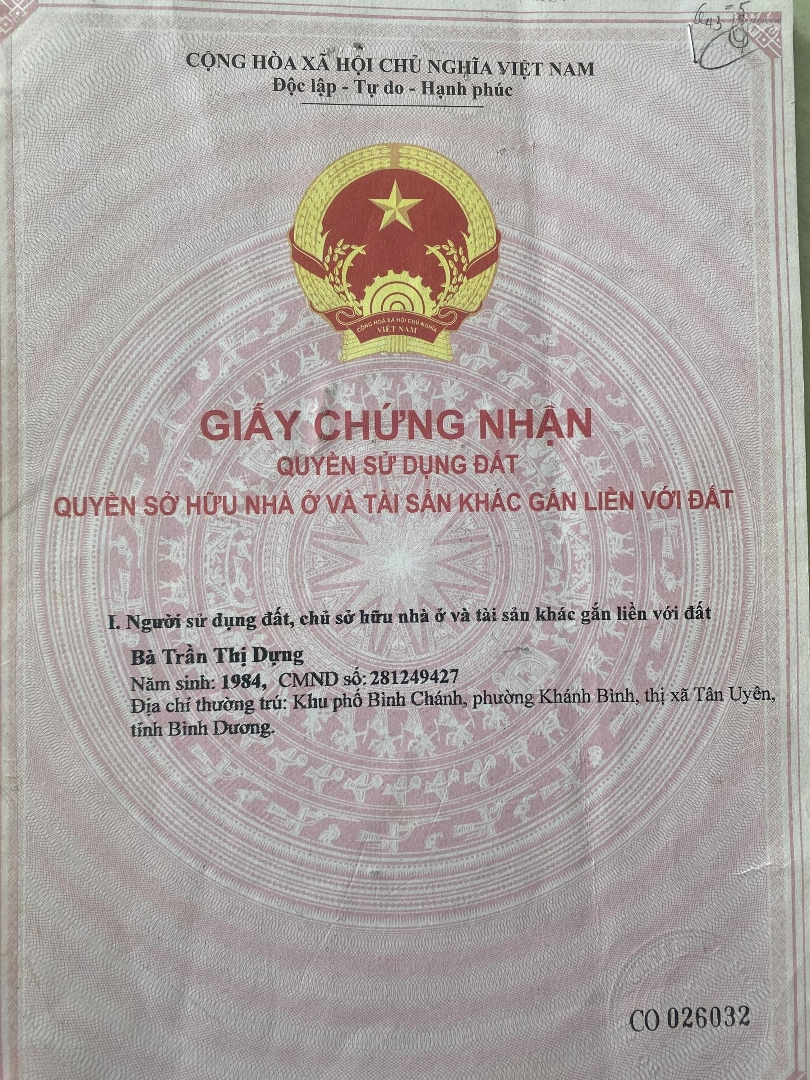 CỘNG HÒA XÃ HỘI CHỦ NGHĨA VIỆT NAM
Độc lập - Tự do - Hạnh phúc
CỘNG HOÀ XÃ HỘI CHỦ NGHĨA
VIỆT NAM
GIẤY CHỨNG NHẬN
QUYỀN SỬ DỤNG ĐẤT
QUYỀN SỞ HỮU NHÀ Ở VÀ TÀI SẢN KHÁC GẮN LIỀN VỚI ĐẤT
I. Người sử dụng đất, chủ sở hữu nhà ở và tài sản khác gắn liền với đất
Bà Trần Thị Dựng
Năm sinh: 1984, CMND số: 281249427
Địa chỉ thường trú: Khu phố Bình Chánh, phường Khánh Bình, thị xã Tân Uyên,
tỉnh Bình Dương.
CO 026032